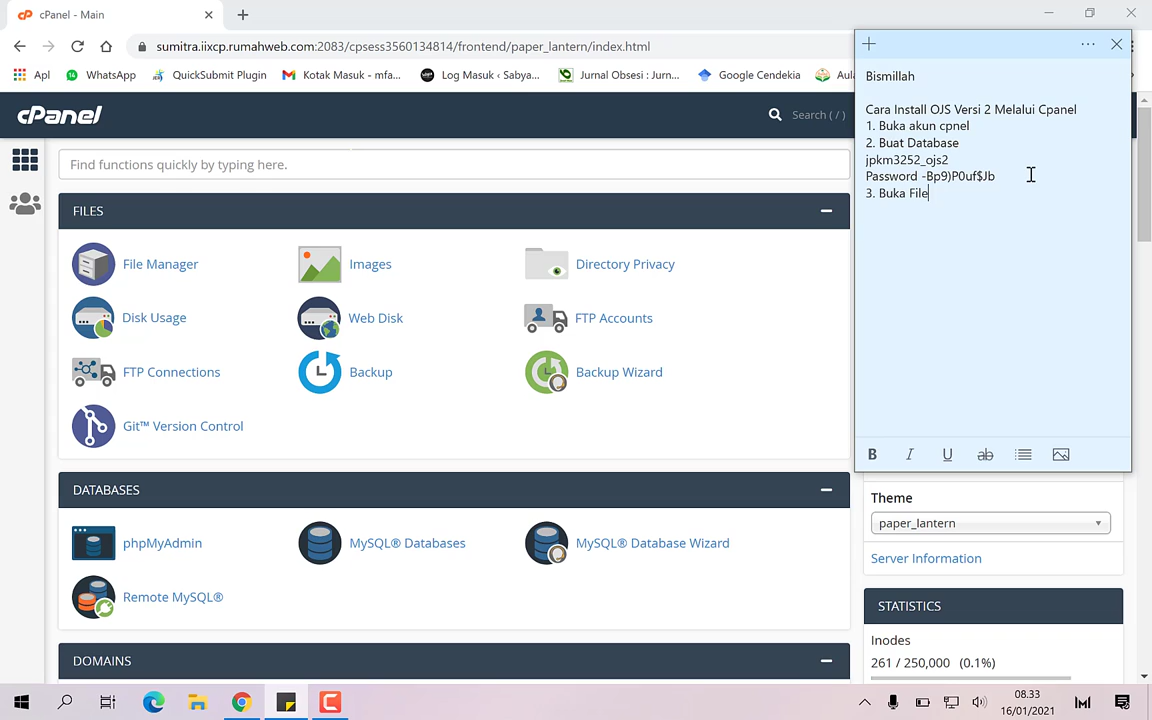 cPanel - Main
sumitra.iixcp.rumahweb.com:2083/cpsess3560134814/frontend/paper_lantern/index.html
Apl
WhatsApp
QuickSubmit Plugin
Kotak Masuk - mfa...
Log Masuk ‹ Sabya...
Jurnal Obsesi : Jurn...
Google Cendekia
cPanel
Search ( / )
Find functions quickly by typing here.
FILES
File Manager
Images
Directory Privacy
Disk Usage
Web Disk
FTP Accounts
FTP Connections
Backup
Backup Wizard
Git™ Version Control
DATABASES
phpMyAdmin
MySQL® Databases
MySQL® Database Wizard
Remote MySQL®
DOMAINS
Bismillah
Cara Install OJS Versi 2 Melalui Cpanel
1. Buka akun cpnel
2. Buat Database
jpkm3252_ojs2
Password -Bp9)P0uf$Jb
3. Buka File
B I U ab
Theme
paper_lantern
Server Information
STATISTICS
Inodes
261 / 250,000 (0.1%)
08.33
16/01/2021